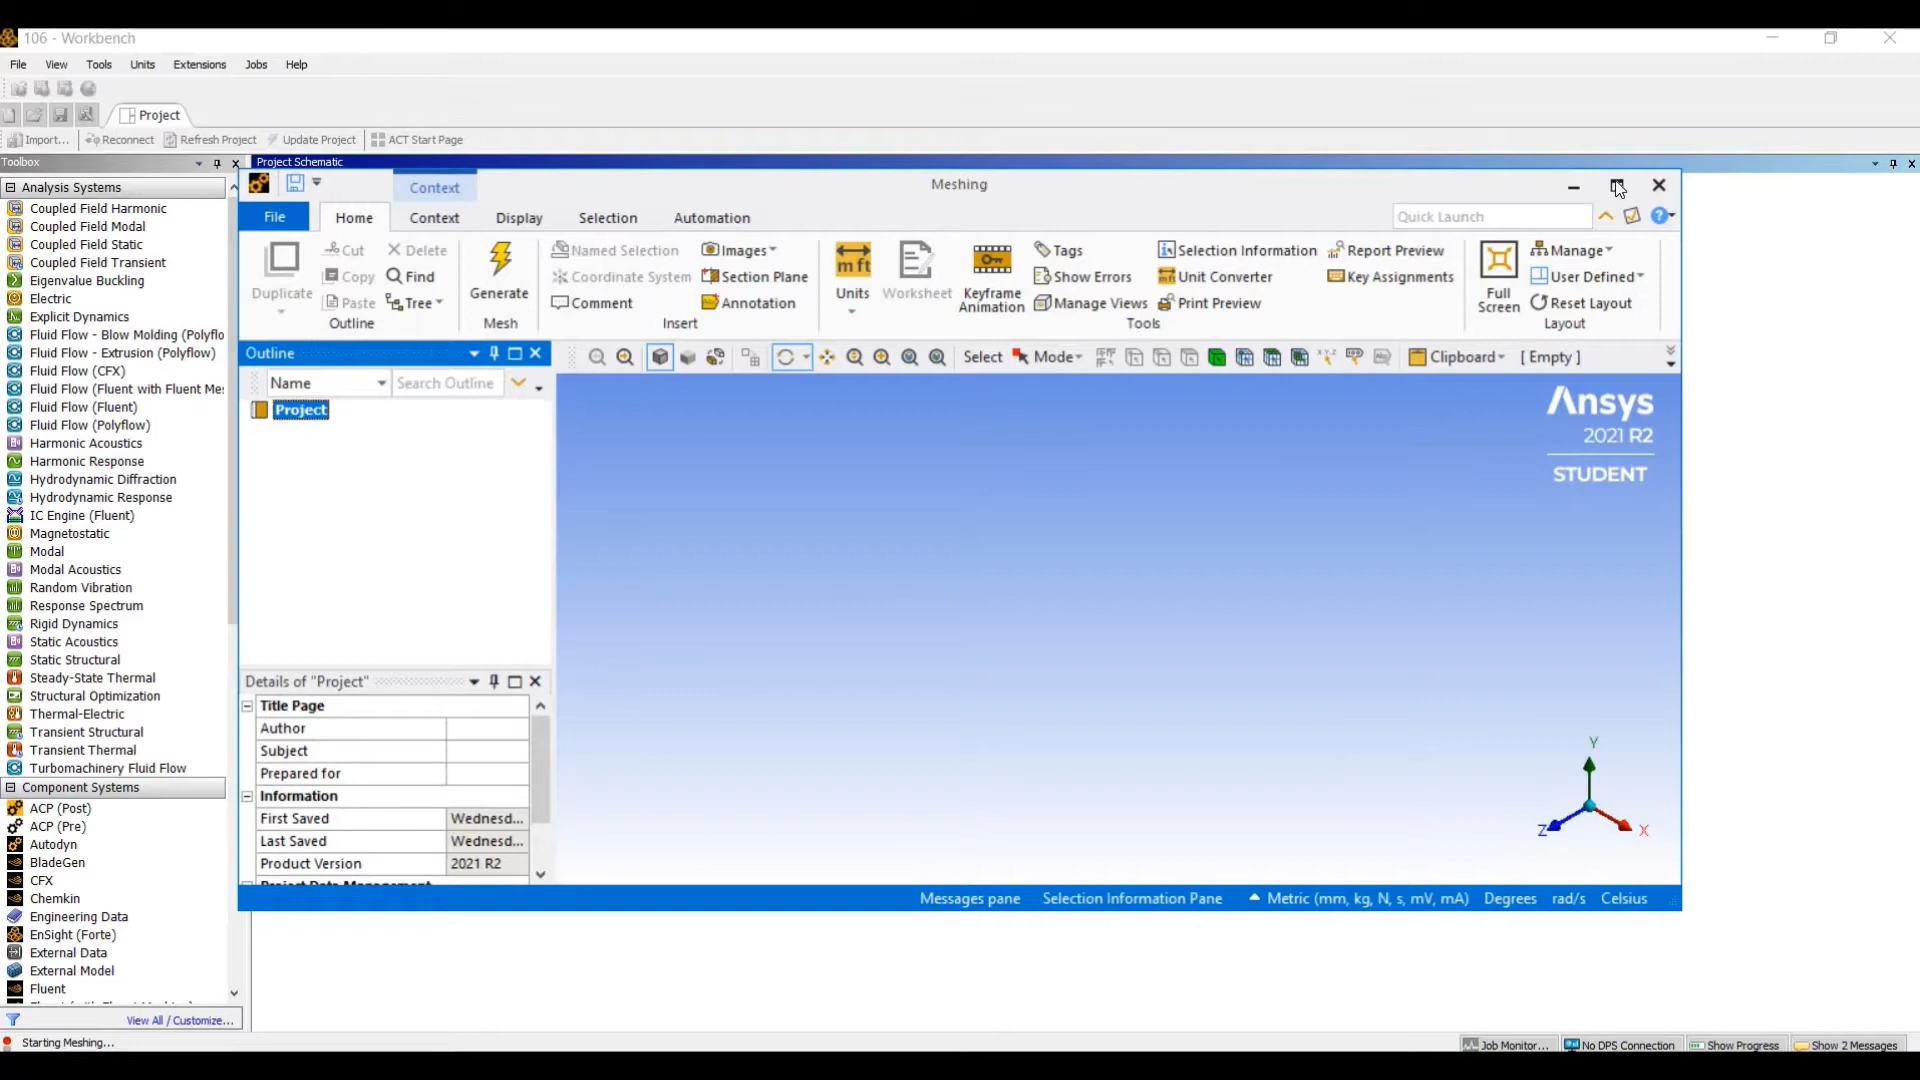 106 - Workbench
File View Tools Units Extensions Jobs Help
Project
Import... Reconnect Refresh Project Update Project ACT Start Page
Toolbox
Project Schematic
Analysis Systems
Coupled Field Harmonic
Coupled Field Modal
Coupled Field Static
Coupled Field Transient
Eigenvalue Buckling
Electric
Explicit Dynamics
Fluid Flow - Blow Molding (Polyflo
Fluid Flow - Extrusion (Polyflow)
Fluid Flow (CFX)
Fluid Flow (Fluent with Fluent Me:
Fluid Flow (Fluent)
Fluid Flow (Polyflow)
Harmonic Acoustics
Harmonic Response
Hydrodynamic Diffraction
Hydrodynamic Response
IC Engine (Fluent)
Magnetostatic
Modal
Modal Acoustics
Random Vibration
Response Spectrum
Rigid Dynamics
Static Acoustics
Static Structural
Steady-State Thermal
Structural Optimization
Thermal-Electric
Transient Structural
Transient Thermal
Turbomachinery Fluid Flow
Component Systems
ACP (Post)
ACP (Pre)
Autodyn
BladeGen
CFX
Chemkin
Engineering Data
EnSight (Forte)
External Data
External Model
Fluent
View All / Customize...
Starting Meshing...
Context
Meshing
File Home Context Display Selection Automation
Quick Launch
Duplicate
Cut
Copy
Paste
Delete
Find
Tree
Outline
Generate
Mesh
Named Selection
Coordinate System
Comment
Images
Section Plane
Annotation
Insert
m ft
Units
Worksheet
Keyframe
Animation
Tags
Show Errors
Manage Views
Selection Information
Unit Converter
Print Preview
Report Preview
Key Assignments
Tools
Full
Screen
Manage
User Defined
Reset Layout
Layout
Outline
Name
Search Outline
Project
Select Mode Clipboard [ Empty ]
Ansys
2021 R2
STUDENT
Y
Z
X
Details of "Project"
Title Page
Author
Subject
Prepared for
Information
First Saved Wednesd...
Last Saved Wednesd...
Product Version 2021 R2
Project Data Management
Messages pane Selection Information Pane Metric (mm, kg, N, s, mV, mA) Degrees rad/s Celsius
Job Monitor... No DPS Connection Show Progress Show 2 Messages